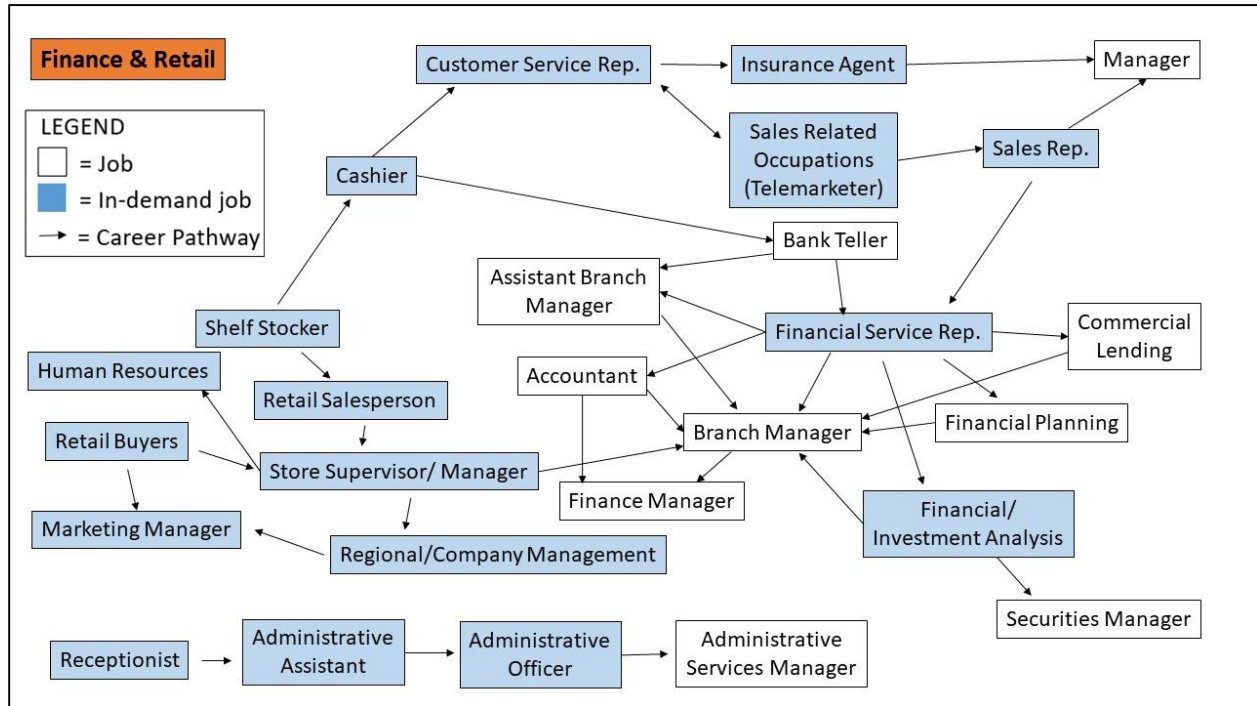 Finance & Retail
LEGEND
= Job
= In-demand job
= Career Pathway
Customer Service Rep.
Insurance Agent
Manager
Sales Related
Occupations
(Telemarketer)
Sales Rep.
Cashier
Bank Teller
Assistant Branch
Manager
Shelf Stocker
Financial Service Rep.
Commercial
Lending
Human Resources
Accountant
Retail Salesperson
Financial Planning
Retail Buyers
Branch Manager
Store Supervisor/ Manager
Finance Manager
Financial/
Investment Analysis
Marketing Manager
Regional/Company Management
Securities Manager
Receptionist
Administrative
Assistant
Administrative
Officer
Administrative
Services Manager